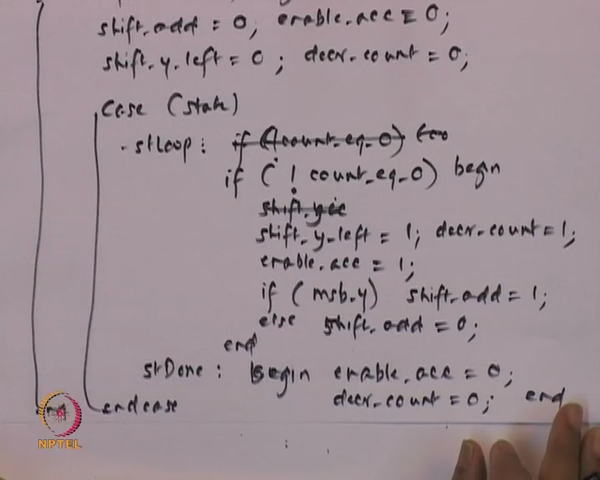 shift_add = 0, enable_acc = 0;
shift_y_left = 0; decr_count = 0;
case (state)
stLoop: if (!count_eq_0)
if (! count_eq_0) begin
shift_y
shift_y_left = 1; decr_count = 1;
enable_acc = 1;
if (msb_y) shift_add = 1;
else shift_add = 0;
end
stDone: begin enable_acc = 0;
end endcase decr_count = 0; end
NPTEL